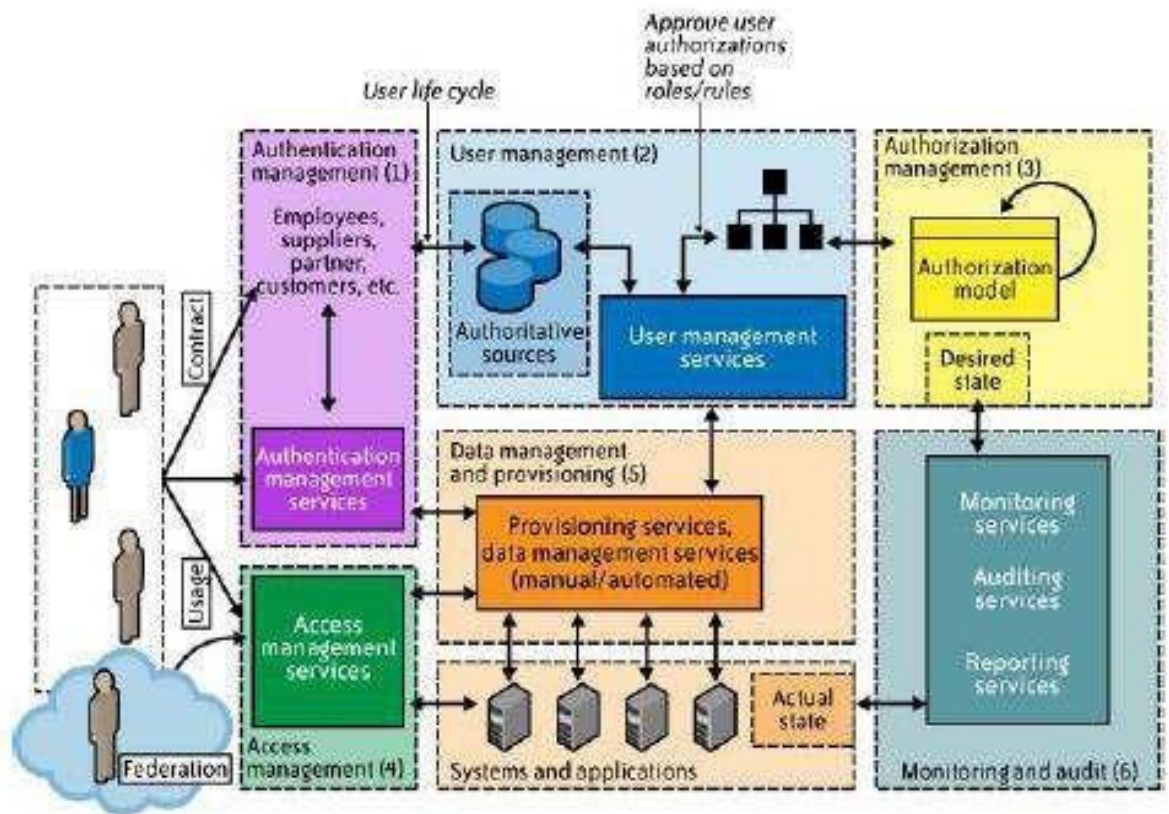 Approve user
authorizations
based on
roles/rules
User life cycle
Authentication
management (1)
Employees,
suppliers,
partner,
customers, etc.
Authentication
management
services
User management (2)
Authoritative
sources
User management
services
Authorization
management (3)
Authorization
model
Desired
state
Contract
Usage
Federation
Access
management
services
Access
management (4)
Data management
and provisioning (5)
Provisioning services,
data management services
(manual/automated)
Actual
state
Systems and applications
Monitoring
services
Auditing
services
Reporting
services
Monitoring and audit (6)